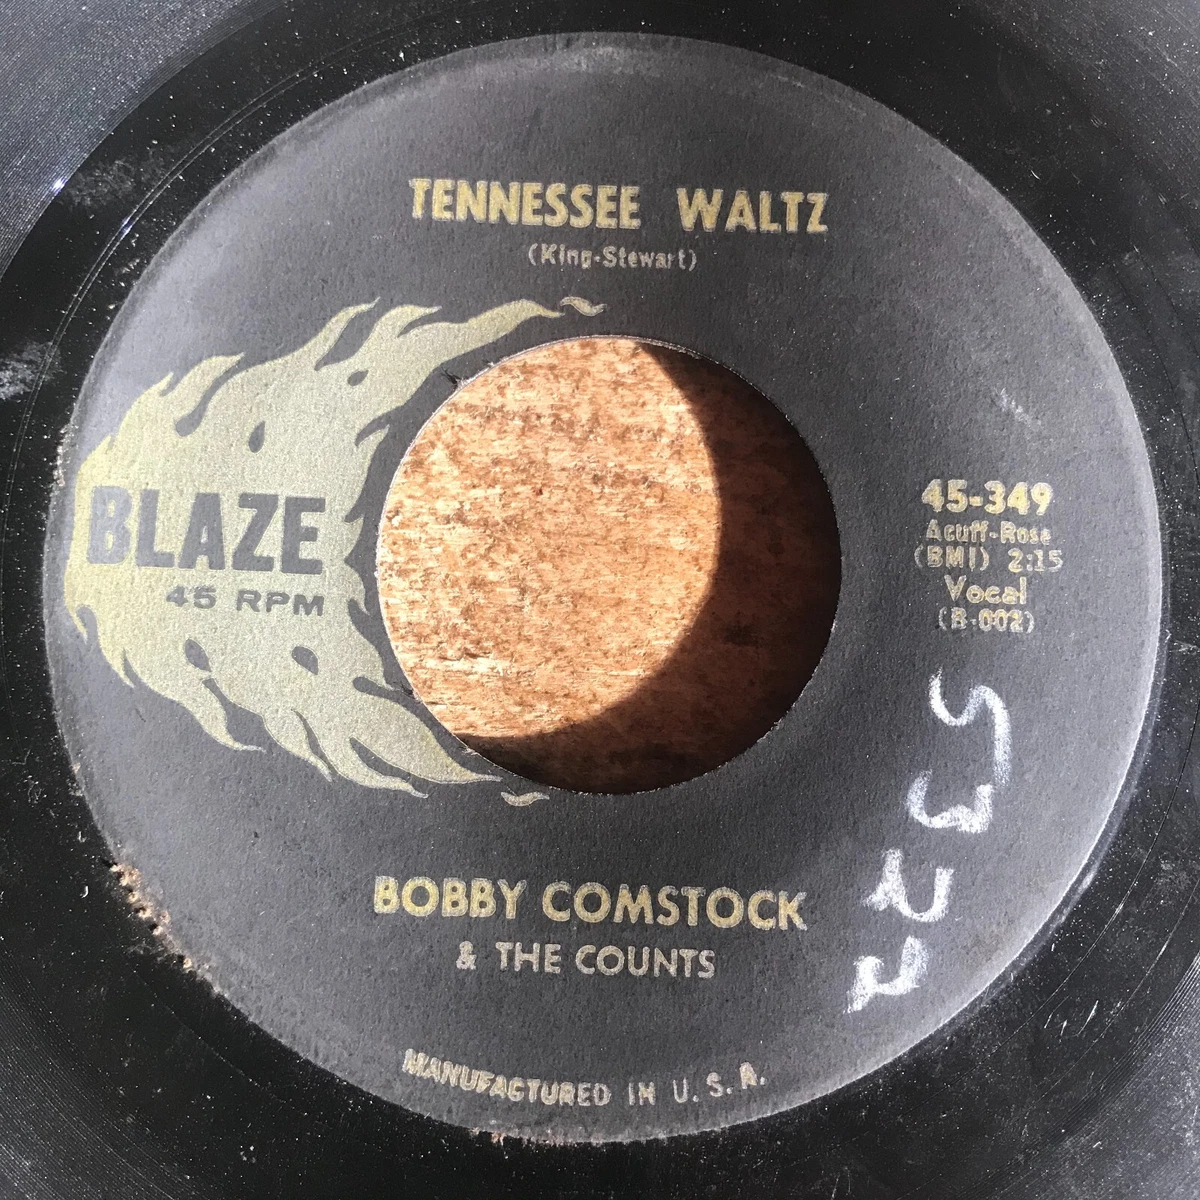 TENNESSEE WALTZ
(King-Stewart)
BLAZE
45 RPM
45-349
Acuff-Rose
(BMI) 2:15
Vocal
(B-002)
BOBBY COMSTOCK
& THE COUNTS
MANUFACTURED IN U.S.A.